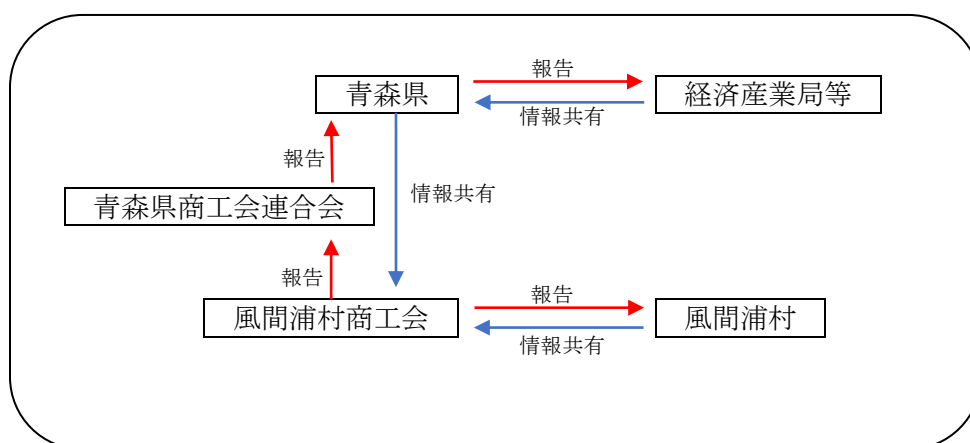 報告
青森県
経済産業局等
情報共有
報告
情報共有
青森県商工会連合会
報告
報告
風間浦村商工会
風間浦村
情報共有